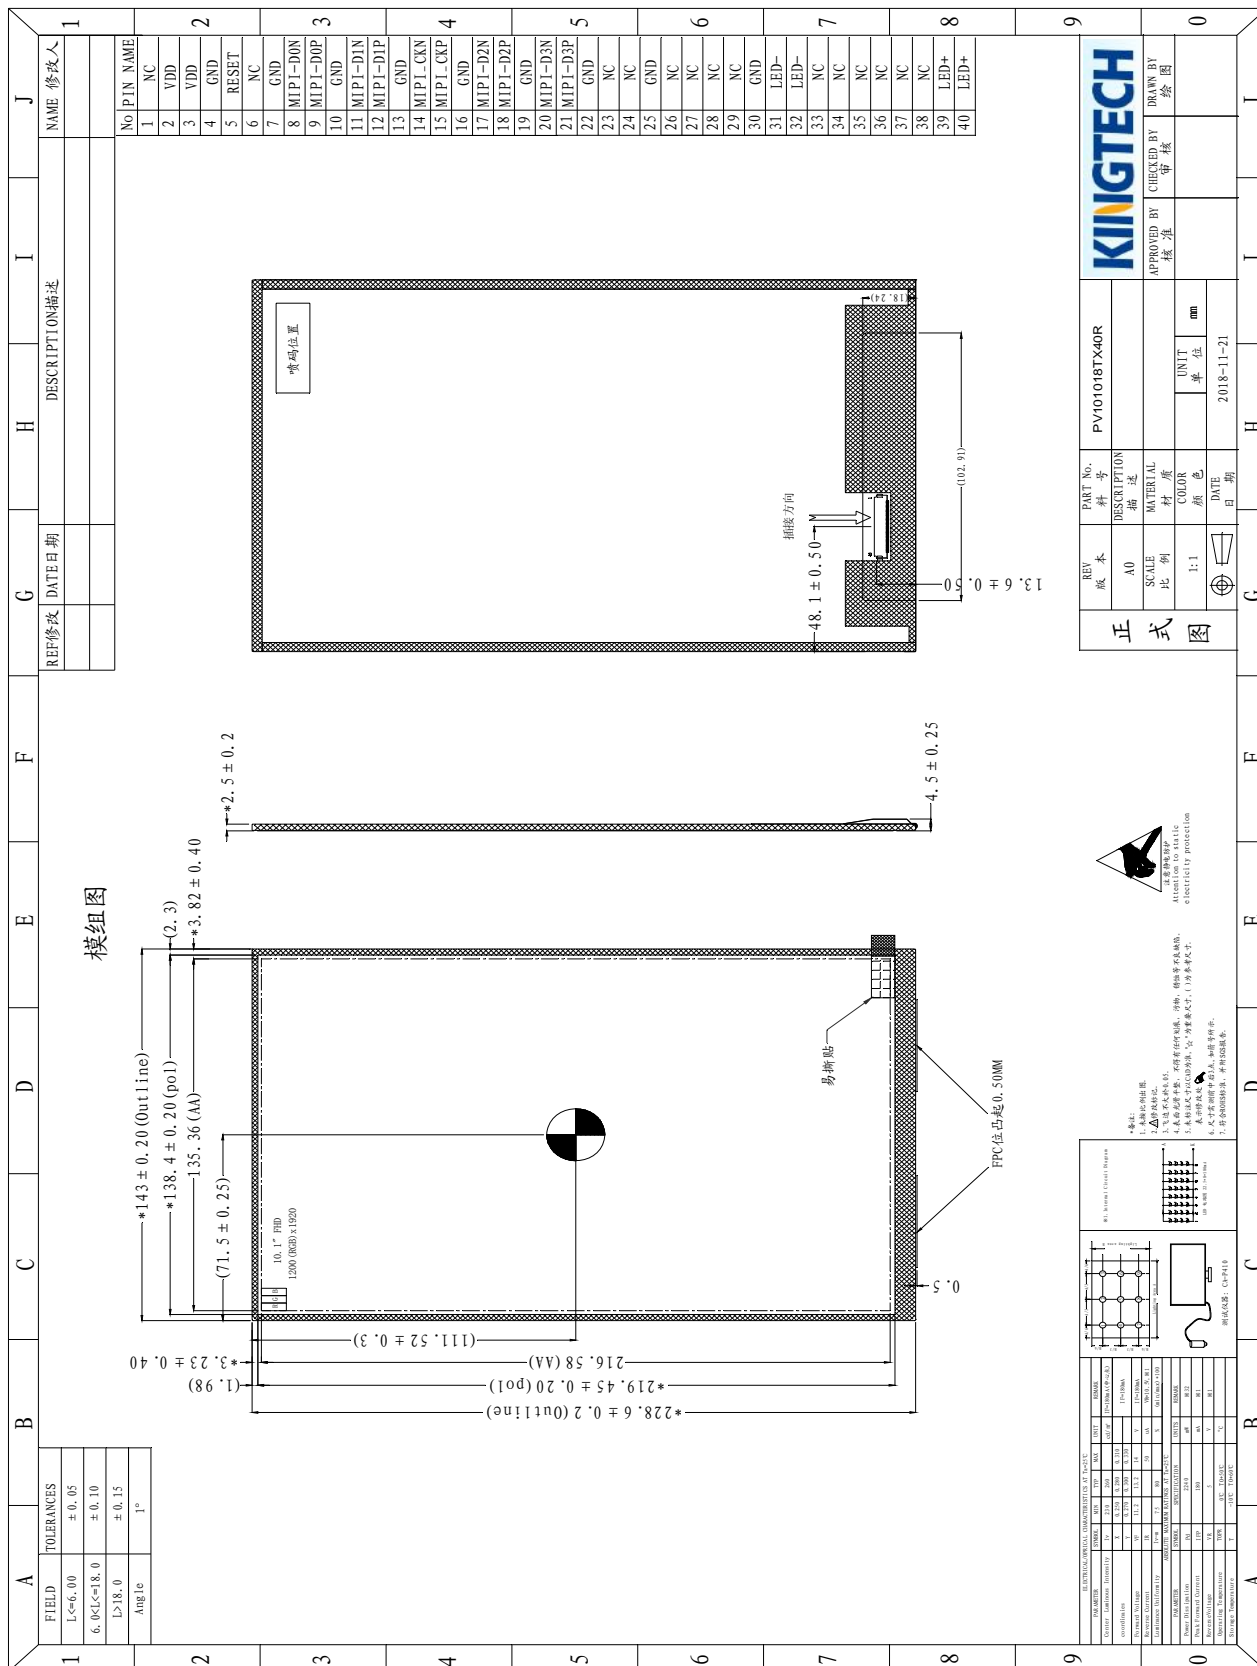 A
B
C
D
E
F
G
H
I
J
1
2
3
4
5
6
7
8
9
0
FIELD TOLERANCES
L<=6.00 ±0.05
6.0<L<=18.0 ±0.10
L>18.0 ±0.15
Angle 1°
REF修改 DATE日期 DESCRIPTION描述 NAME 修改人
模组图
*143±0.20(Outline)
*138.4±0.20(pol)
135.36(AA)
(71.5±0.25)
(2.3)
*3.82±0.40
*2.5±0.2
4.5±0.25
*3.23±0.40
(1.98)
(111.52±0.3)
216.58(AA)
*219.45±0.20(pol)
*228.6±0.2(Outline)
R G B
10.1" FHD
1200(RGB)x1920
易撕贴
FPC位凸起0.50MM
0.5
喷码位置
插接方向
48.1±0.50
13.6±0.50
(102.91)
(18.24)
No PIN NAME
1 NC
2 VDD
3 VDD
4 GND
5 RESET
6 NC
7 GND
8 MIPI-D0N
9 MIPI-D0P
10 GND
11 MIPI-D1N
12 MIPI-D1P
13 GND
14 MIPI_CKN
15 MIPI_CKP
16 GND
17 MIPI-D2N
18 MIPI-D2P
19 GND
20 MIPI-D3N
21 MIPI-D3P
22 GND
23 NC
24 NC
25 GND
26 NC
27 NC
28 NC
29 NC
30 GND
31 LED-
32 LED-
33 NC
34 NC
35 NC
36 NC
37 NC
38 NC
39 LED+
40 LED+
注意静电防护
Attention to static
electricity protection
测试仪器: CA-P410
正式图
REV 版本
A0
SCALE 比例
1:1
PART No. 料号
PV101018TX40R
DESCRIPTION 描述
MATERIAL 材质
COLOR 颜色
UNIT 单位
mm
DATE 日期
2018-11-21
KINGTECH
APPROVED BY 核准
CHECKED BY 审核
DRAWN BY 绘图